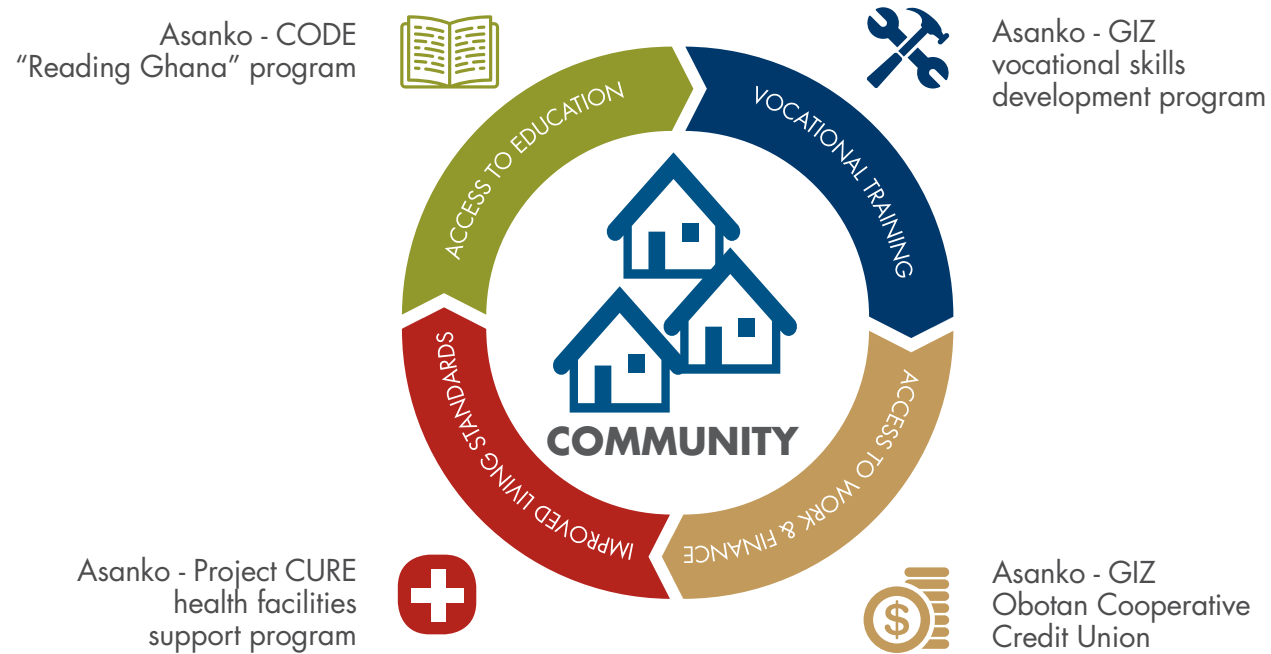 Asanko - CODE
“Reading Ghana” program
Asanko - GIZ
vocational skills
development program
ACCESS TO EDUCATION
VOCATIONAL TRAINING
COMMUNITY
IMPROVED LIVING STANDARDS
ACCESS TO WORK & FINANCE
Asanko - Project CURE
health facilities
support program
$
Asanko - GIZ
Obotan Cooperative
Credit Union